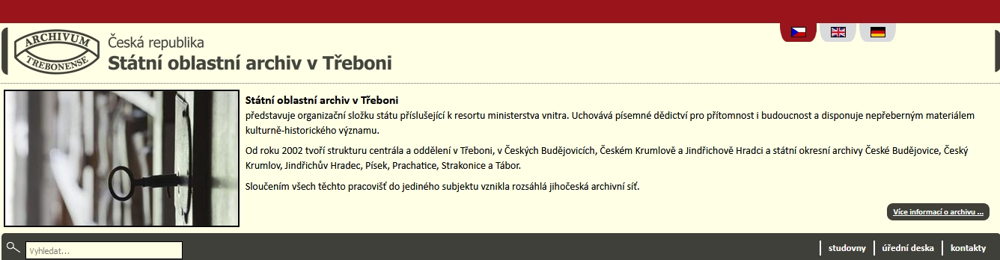 ARCHIVUM
TREBONENSE
Česká republika
Státní oblastní archiv v Třeboni
Státní oblastní archiv v Třeboni
představuje organizační složku státu příslušející k resortu ministerstva vnitra. Uchovává písemné dědictví pro přítomnost i budoucnost a disponuje nepřeberným materiálem
kulturně-historického významu.
Od roku 2002 tvoří strukturu centrála a oddělení v Třeboni, v Českých Budějovicích, Českém Krumlově a Jindřichově Hradci a státní okresní archivy České Budějovice, Český
Krumlov, Jindřichův Hradec, Písek, Prachatice, Strakonice a Tábor.
Sloučením všech těchto pracovišť do jediného subjektu vznikla rozsáhlá jihočeská archivní síť.
Více informací o archivu ...
Vyhledat...
studovny
úřední deska
kontakty